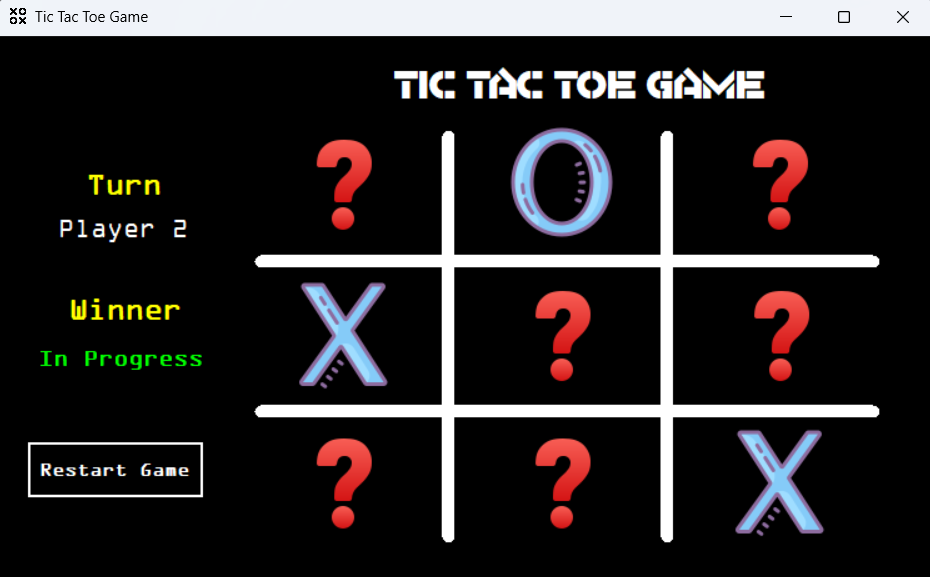 Tic Tac Toe Game
TIC TAC TOE GAME
Turn
Player 2
Winner
In Progress
Restart Game
? O ?
X ? ?
? ? X